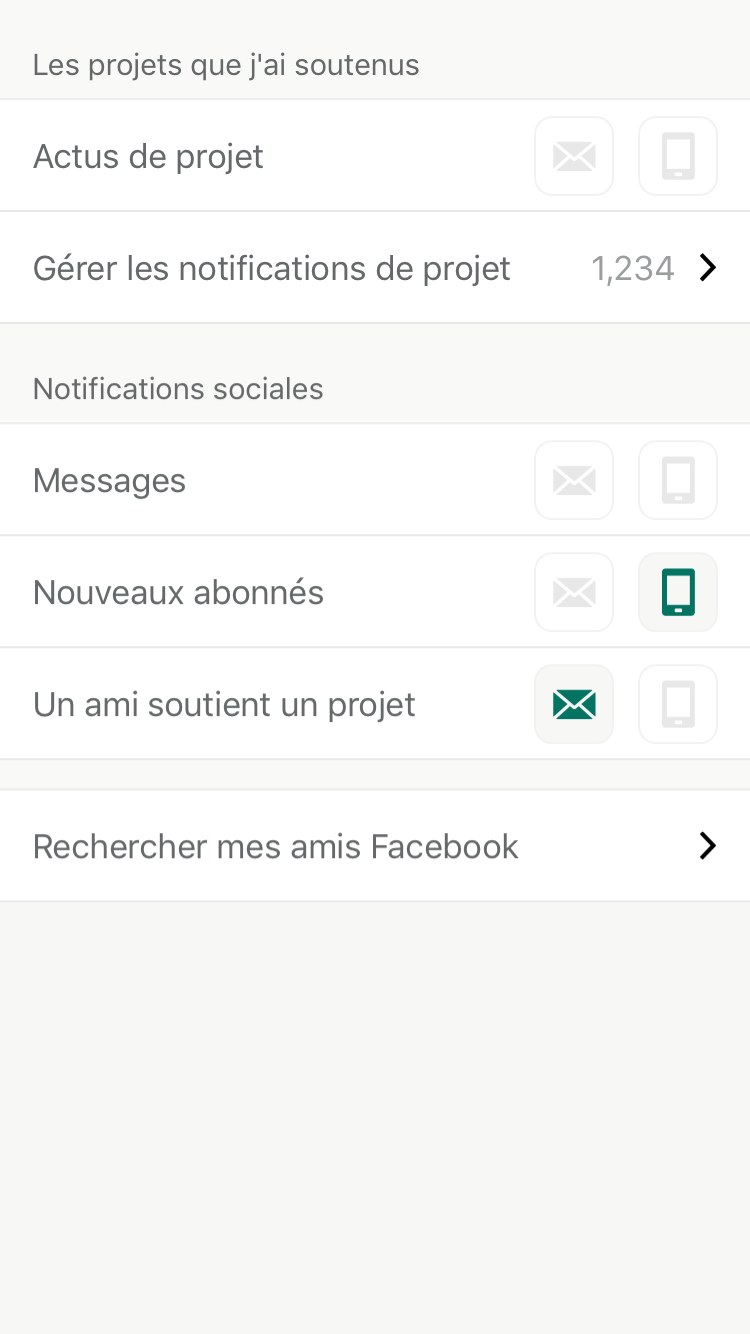 Les projets que j'ai soutenus
Actus de projet
Gérer les notifications de projet 1,234
Notifications sociales
Messages
Nouveaux abonnés
Un ami soutient un projet
Rechercher mes amis Facebook